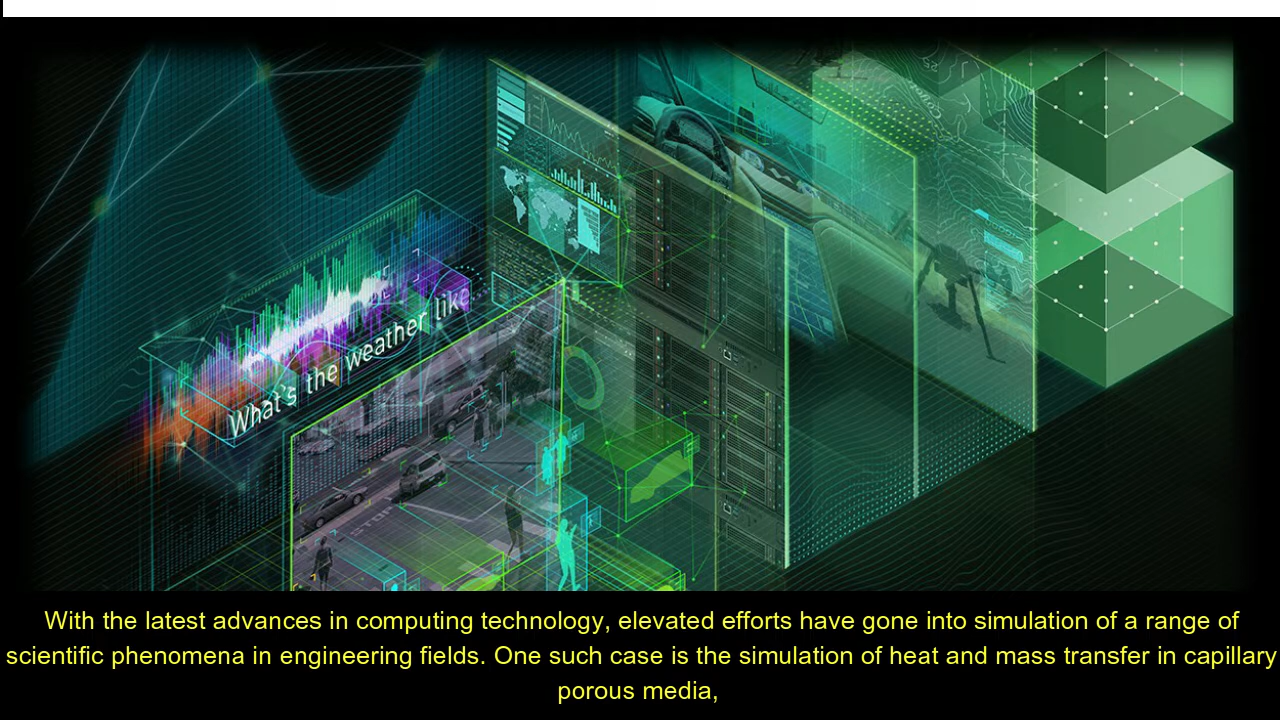 What's the weather like
STOP
With the latest advances in computing technology, elevated efforts have gone into simulation of a range of
scientific phenomena in engineering fields. One such case is the simulation of heat and mass transfer in capillary
porous media,